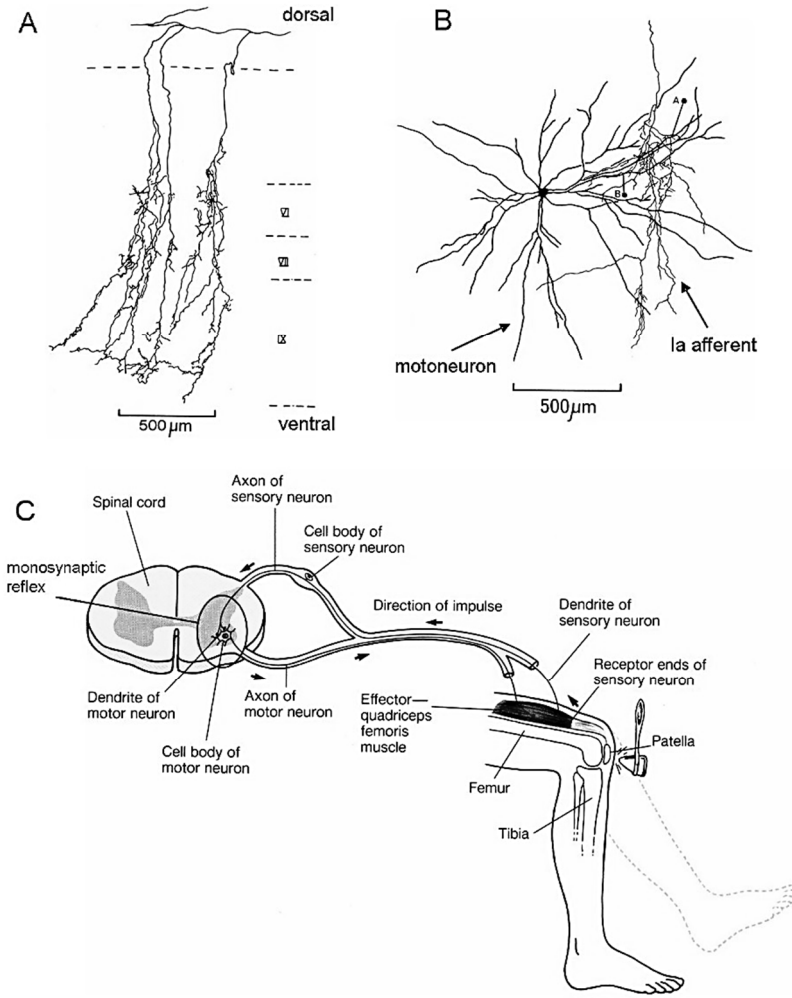 A
dorsal
VI
VII
IX
500 µm
ventral
B
A
B
motoneuron
Ia afferent
500µm
C
Spinal cord
Axon of
sensory neuron
Cell body of
sensory neuron
monosynaptic
reflex
Direction of impulse
Dendrite of
sensory neuron
Receptor ends of
sensory neuron
Dendrite of
motor neuron
Axon of
motor neuron
Effector—
quadriceps
femoris
muscle
Cell body of
motor neuron
Patella
Femur
Tibia